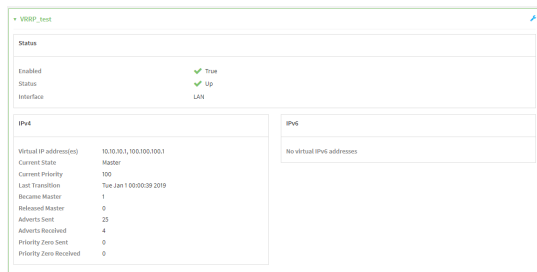 VRRP_test
Status
Enabled True
Status Up
Interface LAN
IPv4
Virtual IP address(es) 10.10.10.1, 100.100.100.1
Current State Master
Current Priority 100
Last Transition Tue Jan 1 00:00:39 2019
Became Master 1
Released Master 0
Adverts Sent 25
Adverts Received 4
Priority Zero Sent 0
Priority Zero Received 0
IPv6
No virtual IPv6 addresses